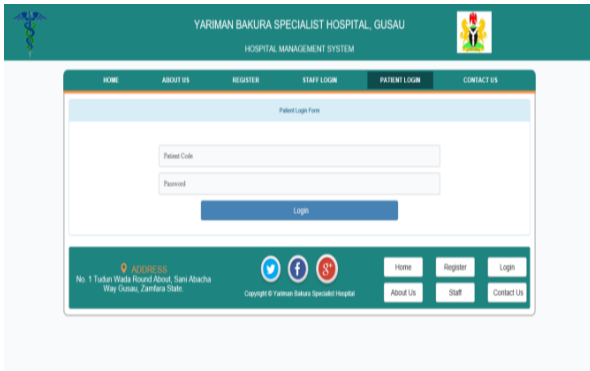 YARIMAN BAKURA SPECIALIST HOSPITAL, GUSAU
HOSPITAL MANAGEMENT SYSTEM
HOME ABOUT US REGISTER STAFF LOGIN PATIENT LOGIN CONTACT US
Patient Login Form
Patient Code
Password
Login
ADDRESS
No. 1 Tudun Wada Round About, Sani Abacha
Way Gusau, Zamfara State.
f g+
Copyright © Yariman Bakura Specialist Hospital
Home Register Login
About Us Staff Contact Us